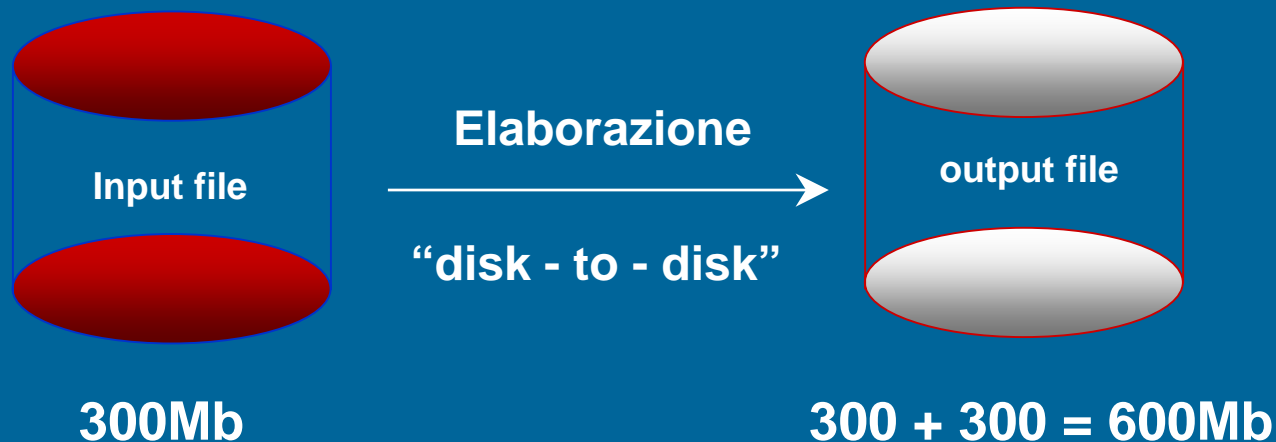 Elaborazione
Input file
output file
“disk - to - disk”
300Mb
300 + 300 = 600Mb